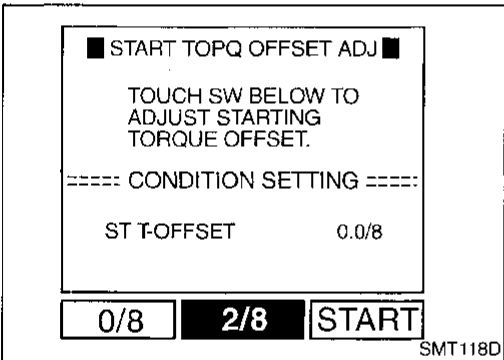 ■ START TOPQ OFFSET ADJ ■
TOUCH SW BELOW TO
ADJUST STARTING
TORQUE OFFSET.
===== CONDITION SETTING =====
ST T-OFFSET 0.0/8
0/8 2/8 START
SMT118D